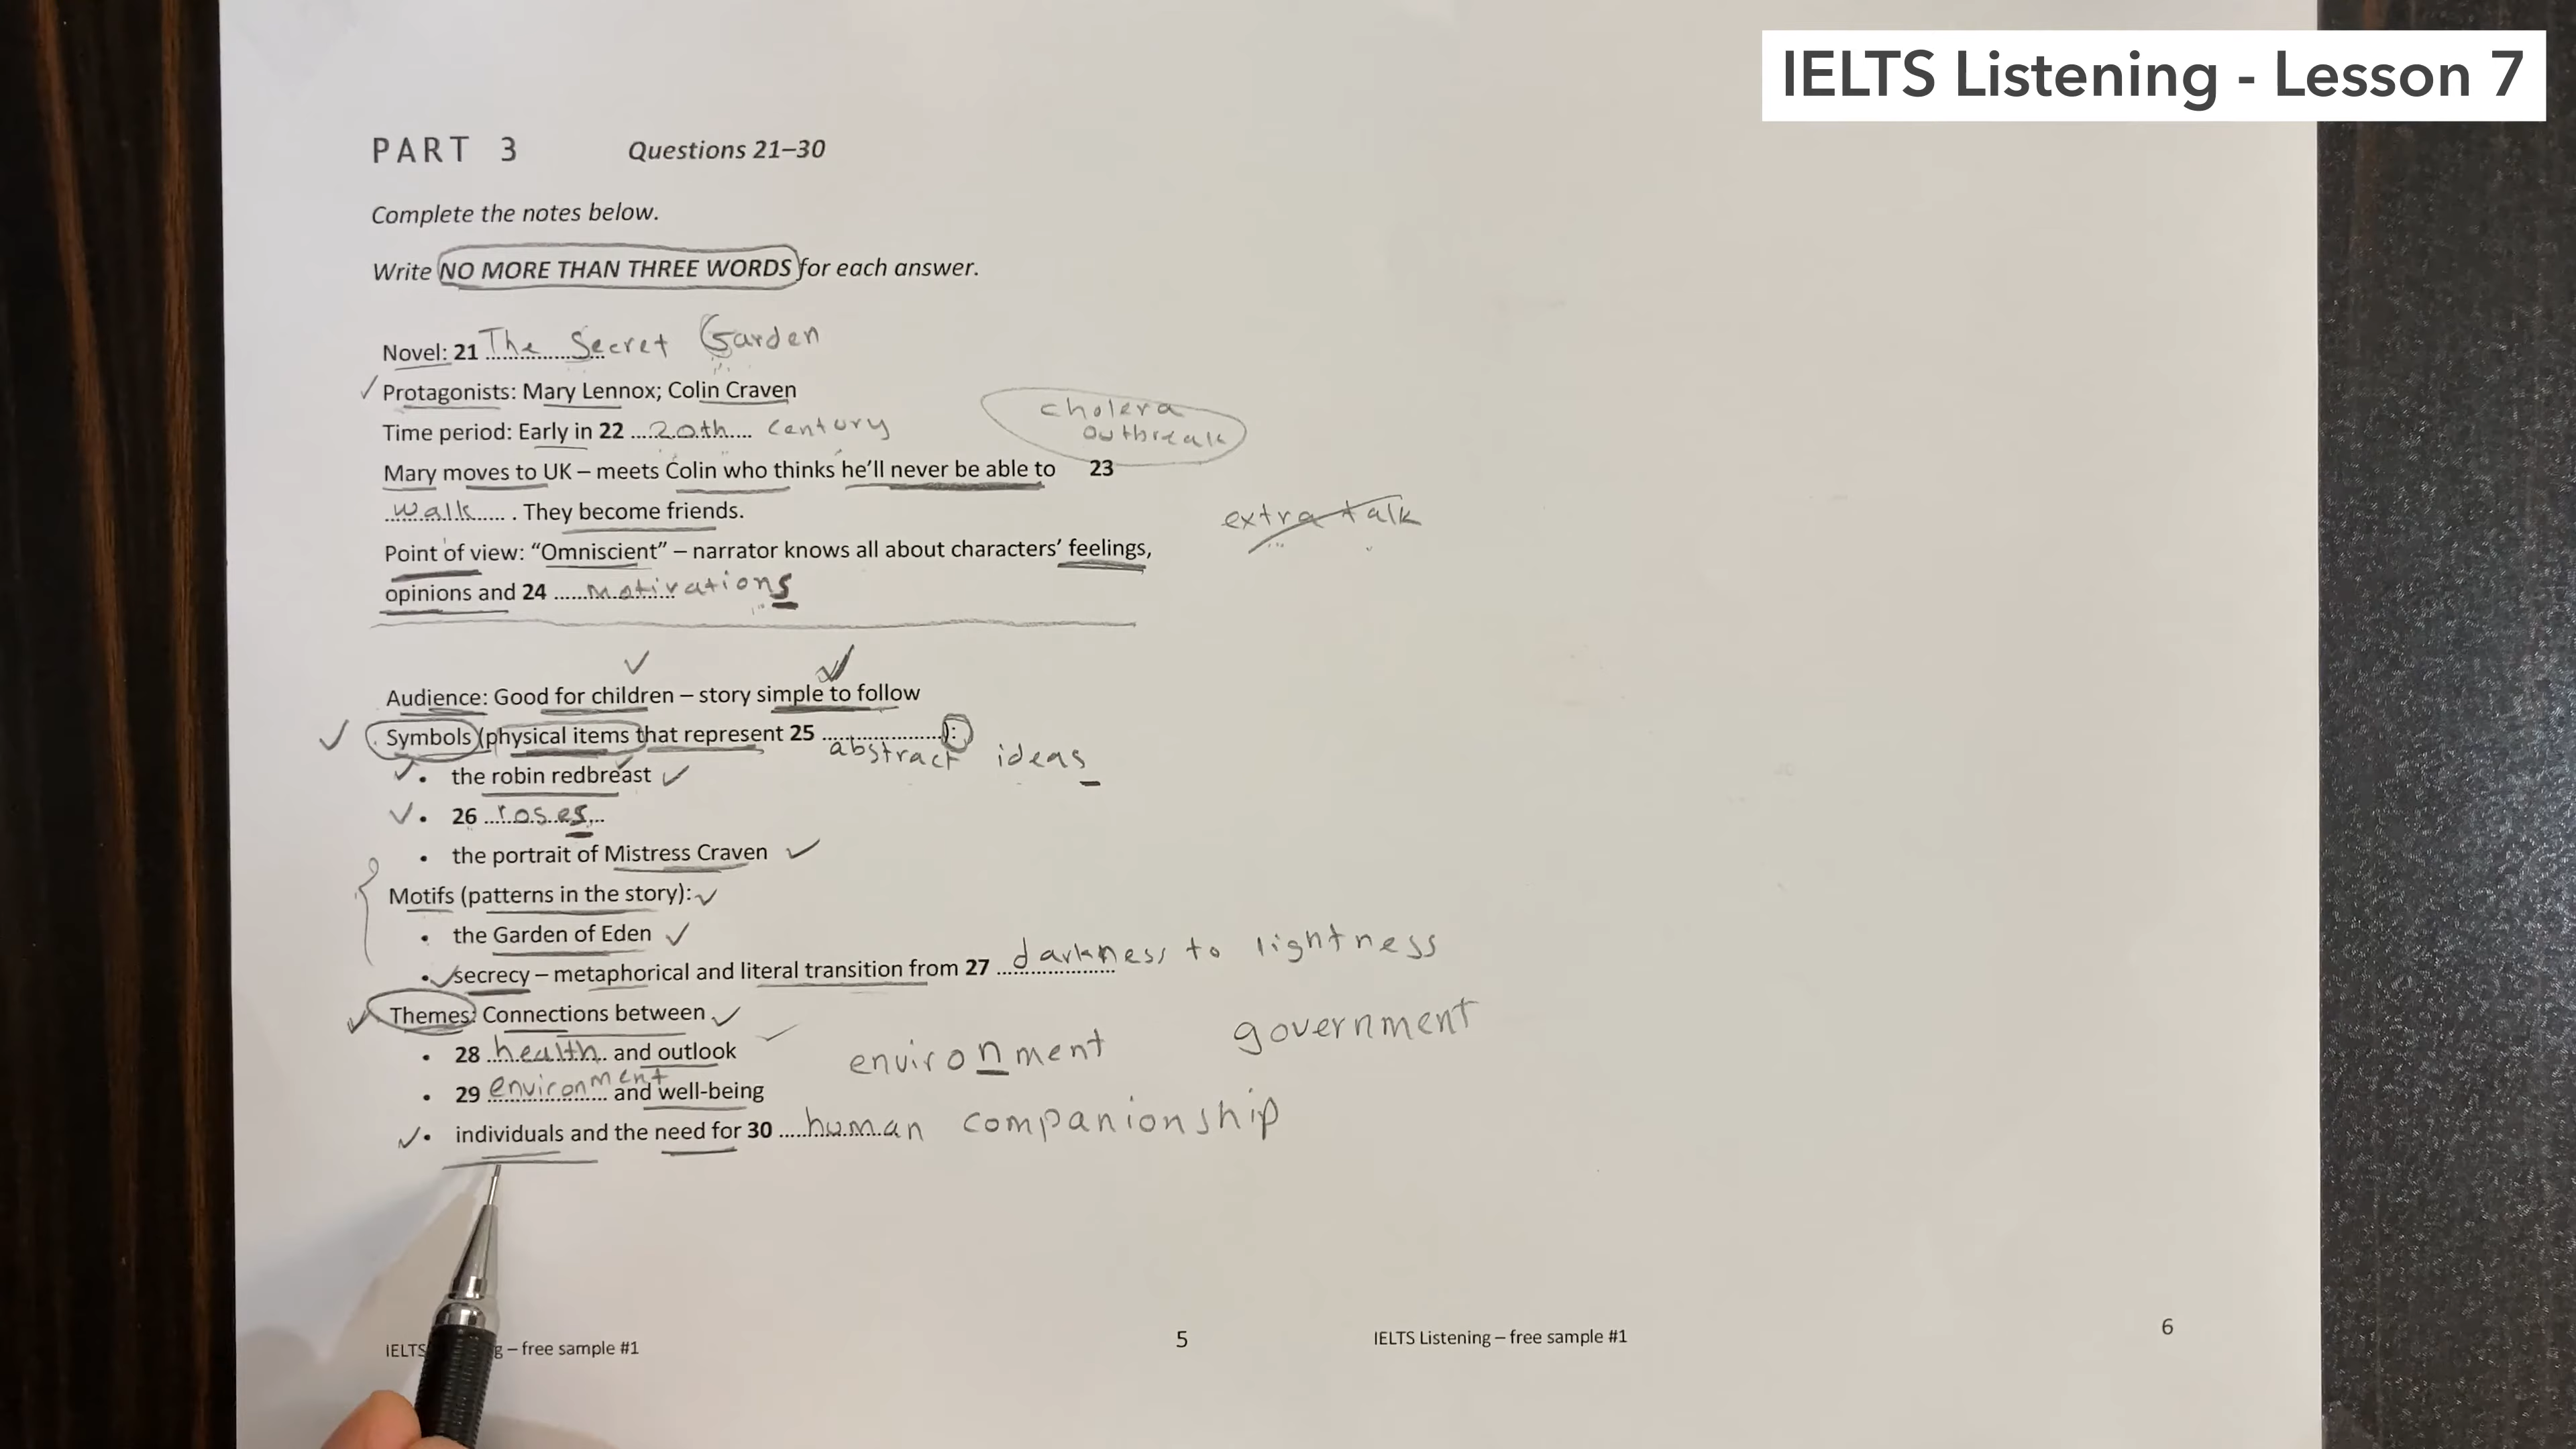 IELTS Listening - Lesson 7
PART 3 Questions 21–30
Complete the notes below.
Write NO MORE THAN THREE WORDS for each answer.
Novel: 21 The Secret Garden
Protagonists: Mary Lennox; Colin Craven
cholera
outbreak
Time period: Early in 22 20th century
Mary moves to UK – meets Colin who thinks he'll never be able to 23
walk . They become friends.
extra talk
Point of view: "Omniscient" – narrator knows all about characters' feelings,
opinions and 24 motivations
Audience: Good for children – story simple to follow
Symbols (physical items that represent 25 ....................):
abstract ideas
• the robin redbreast
• 26 roses
• the portrait of Mistress Craven
Motifs (patterns in the story):
• the Garden of Eden
• secrecy – metaphorical and literal transition from 27 darkness to lightness
Themes: Connections between
• 28 health and outlook
environment government
• 29 environment and well-being
• individuals and the need for 30 human companionship
IELTS – free sample #1
5
IELTS Listening – free sample #1
6